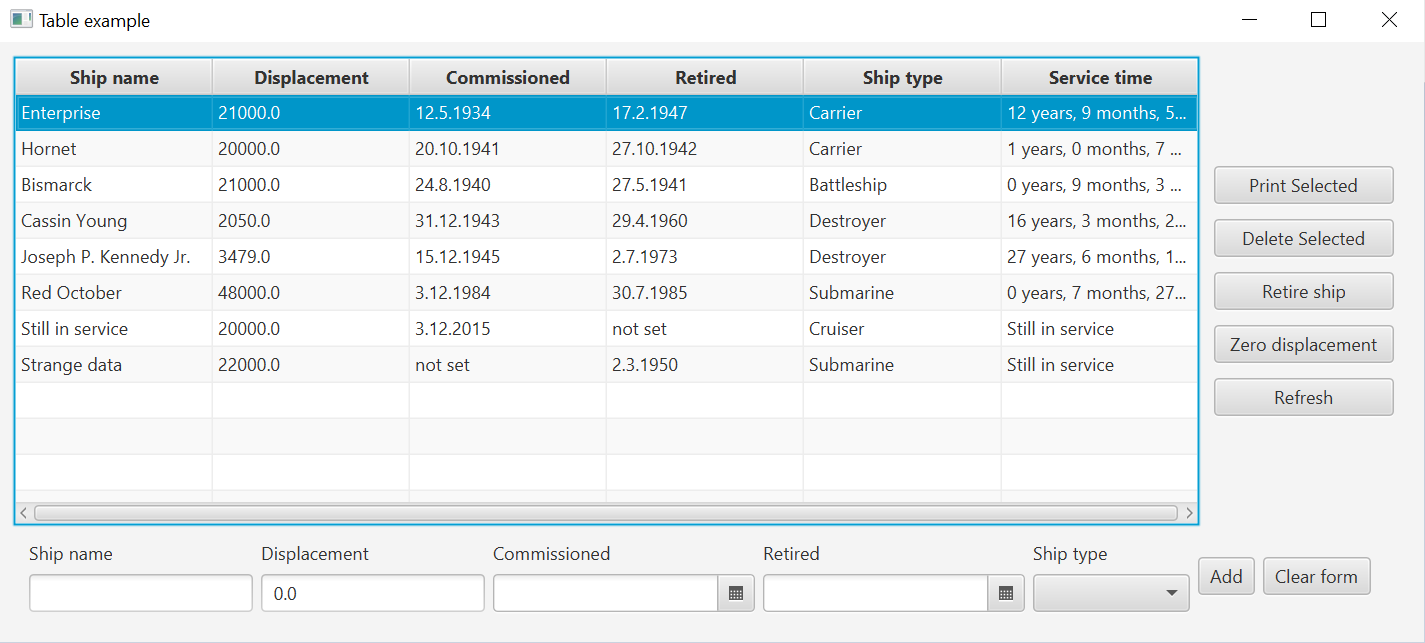 Table example
Ship name Displacement Commissioned Retired Ship type Service time
Enterprise 21000.0 12.5.1934 17.2.1947 Carrier 12 years, 9 months, 5...
Hornet 20000.0 20.10.1941 27.10.1942 Carrier 1 years, 0 months, 7 ...
Bismarck 21000.0 24.8.1940 27.5.1941 Battleship 0 years, 9 months, 3 ...
Cassin Young 2050.0 31.12.1943 29.4.1960 Destroyer 16 years, 3 months, 2...
Joseph P. Kennedy Jr. 3479.0 15.12.1945 2.7.1973 Destroyer 27 years, 6 months, 1...
Red October 48000.0 3.12.1984 30.7.1985 Submarine 0 years, 7 months, 27...
Still in service 20000.0 3.12.2015 not set Cruiser Still in service
Strange data 22000.0 not set 2.3.1950 Submarine Still in service
Print Selected
Delete Selected
Retire ship
Zero displacement
Refresh
Ship name Displacement Commissioned Retired Ship type
0.0
Add Clear form